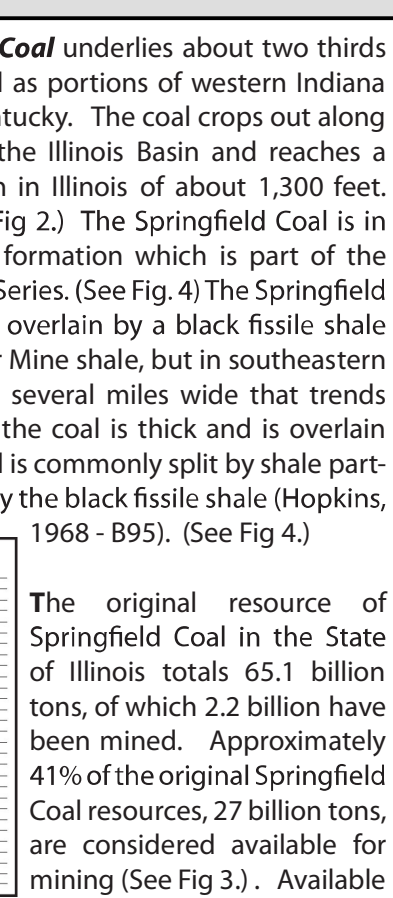 Coal underlies about two thirds
as portions of western Indiana
The coal crops out along
the Illinois Basin and reaches a
in Illinois of about 1,300 feet.
Fig 2.) The Springfield Coal is in
formation which is part of the
Series. (See Fig. 4) The Springfield
overlain by a black fissile shale
Mine shale, but in southeastern
several miles wide that trends
the coal is thick and is overlain
is commonly split by shale part-
the black fissile shale (Hopkins,
1968 - B95). (See Fig 4.)
The original resource of
Springfield Coal in the State
of Illinois totals 65.1 billion
tons, of which 2.2 billion have
been mined. Approximately
41% of the original Springfield
Coal resources, 27 billion tons,
are considered available for
mining (See Fig 3.) . Available